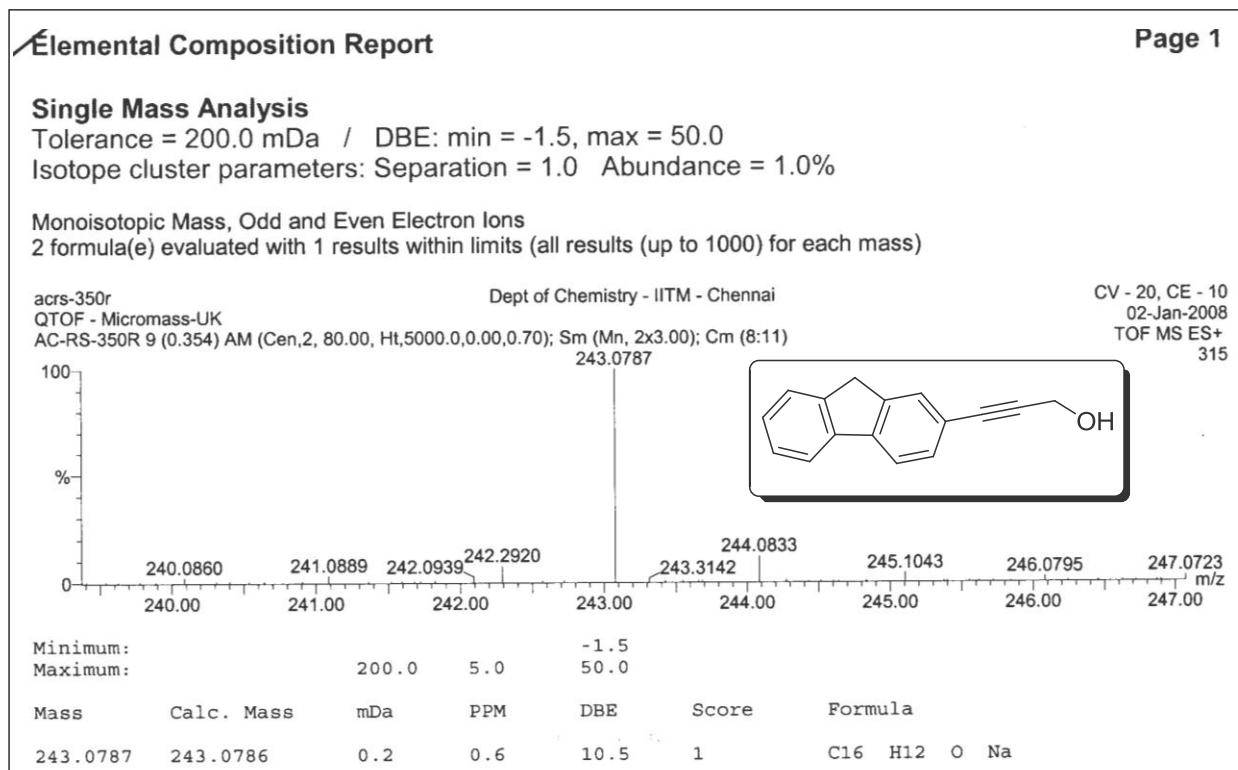 Elemental Composition Report Page 1
Single Mass Analysis
Tolerance = 200.0 mDa / DBE: min = -1.5, max = 50.0
Isotope cluster parameters: Separation = 1.0 Abundance = 1.0%
Monoisotopic Mass, Odd and Even Electron Ions
2 formula(e) evaluated with 1 results within limits (all results (up to 1000) for each mass)
acrs-350r Dept of Chemistry - IITM - Chennai CV - 20, CE - 10
QTOF - Micromass-UK 02-Jan-2008
AC-RS-350R 9 (0.354) AM (Cen,2, 80.00, Ht,5000.0,0.00,0.70); Sm (Mn, 2x3.00); Cm (8:11) TOF MS ES+
315
243.0787
100
OH
%
240.0860 241.0889 242.0939 242.2920 243.3142 244.0833 245.1043 246.0795 247.0723
0 m/z
240.00 241.00 242.00 243.00 244.00 245.00 246.00 247.00
Minimum: -1.5
Maximum: 200.0 5.0 50.0
Mass Calc. Mass mDa PPM DBE Score Formula
243.0787 243.0786 0.2 0.6 10.5 1 C16 H12 O Na